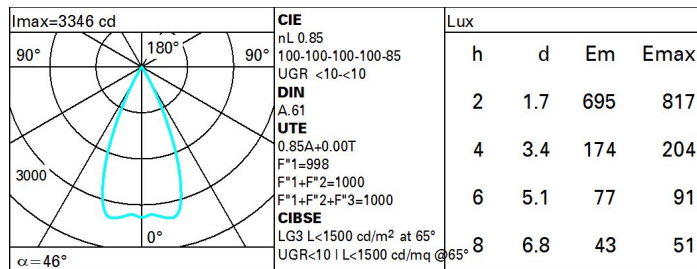 Imax=3346 cd
90° 180° 90°
3000
0°
α=46°
CIE
nL 0.85
100-100-100-100-85
UGR <10-<10
DIN
A.61
UTE
0.85A+0.00T
F"1=998
F"1+F"2=1000
F"1+F"2+F"3=1000
CIBSE
LG3 L<1500 cd/m² at 65°
UGR<10 | L<1500 cd/mq @65°
Lux
h d Em Emax
2 1.7 695 817
4 3.4 174 204
6 5.1 77 91
8 6.8 43 51